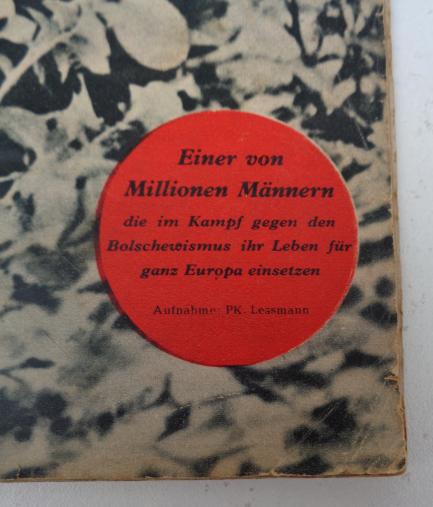 Einer von
Millionen Männern
die im Kampf gegen den
Bolschewismus ihr Leben für
ganz Europa einsetzen
Aufnahme: PK. Lessmann